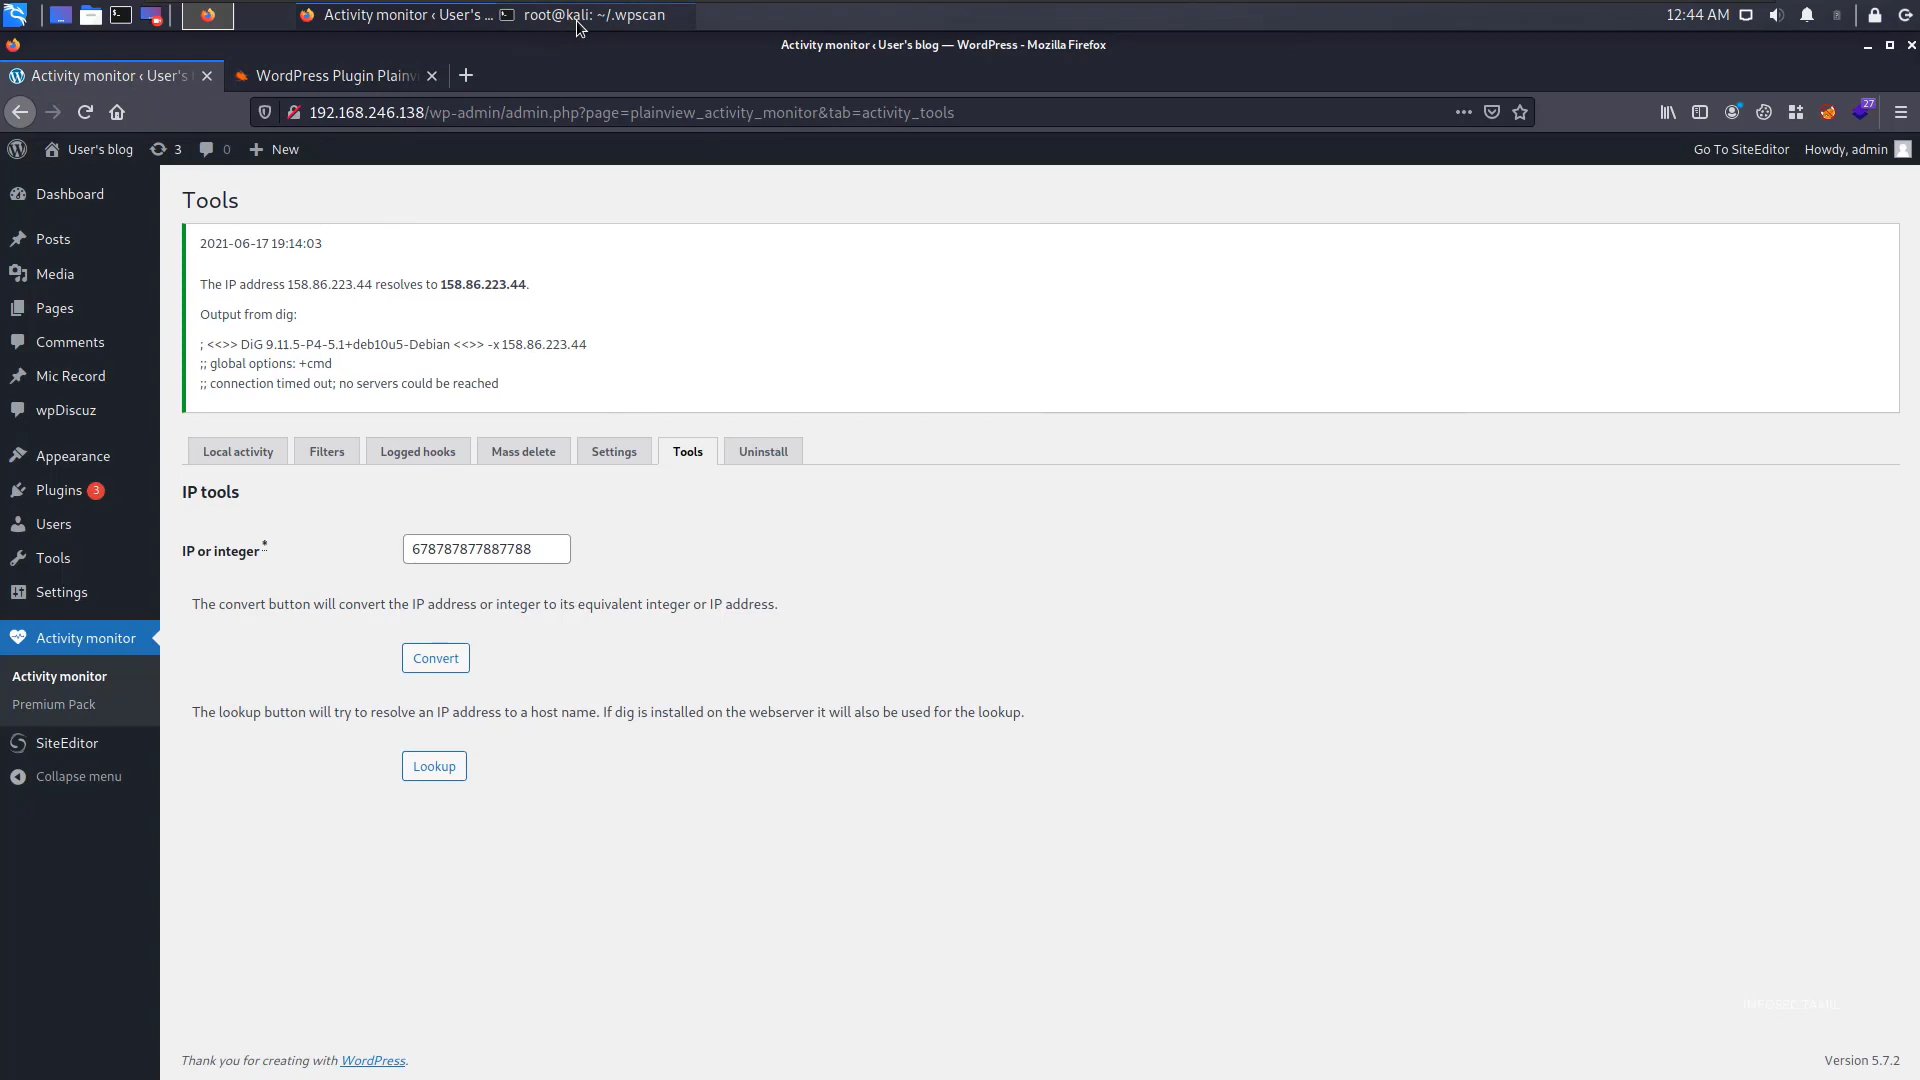 Activity monitor ‹ User's ...
root@kali: ~/.wpscan
12:44 AM
Activity monitor ‹ User's blog — WordPress - Mozilla Firefox
Activity monitor ‹ User's
WordPress Plugin Plainv
192.168.246.138/wp-admin/admin.php?page=plainview_activity_monitor&tab=activity_tools
27
User's blog
3
0
New
Go To SiteEditor
Howdy, admin
Dashboard
Posts
Media
Pages
Comments
Mic Record
wpDiscuz
Appearance
Plugins 3
Users
Tools
Settings
Activity monitor
Activity monitor
Premium Pack
SiteEditor
Collapse menu
Tools
2021-06-17 19:14:03
The IP address 158.86.223.44 resolves to 158.86.223.44.
Output from dig:
; <<>> DiG 9.11.5-P4-5.1+deb10u5-Debian <<>> -x 158.86.223.44
;; global options: +cmd
;; connection timed out; no servers could be reached
Local activity
Filters
Logged hooks
Mass delete
Settings
Tools
Uninstall
IP tools
IP or integer *
678787877887788
The convert button will convert the IP address or integer to its equivalent integer or IP address.
Convert
The lookup button will try to resolve an IP address to a host name. If dig is installed on the webserver it will also be used for the lookup.
Lookup
Thank you for creating with WordPress.
Version 5.7.2